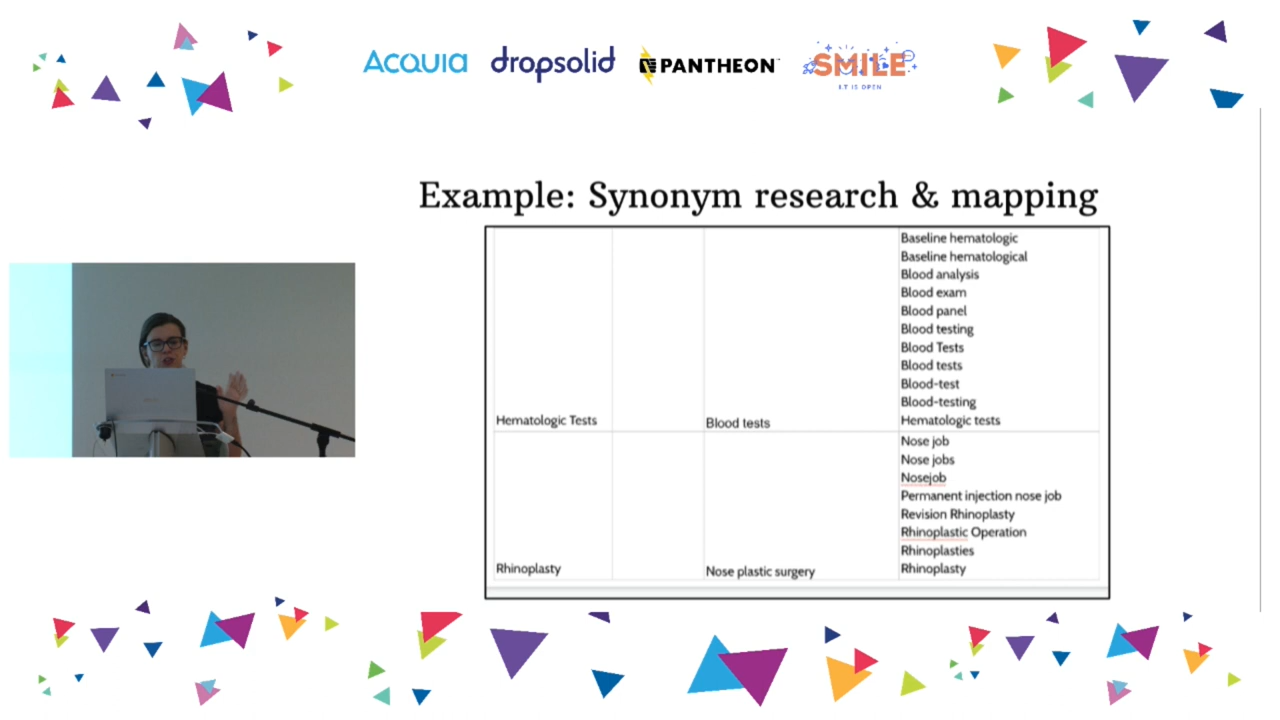 Acquia dropsolid PANTHEON SMILE
I.T IS OPEN
Example: Synonym research & mapping
Baseline hematologic
Baseline hematological
Blood analysis
Blood exam
Blood panel
Blood testing
Blood Tests
Blood tests
Blood-test
Blood-testing
Hematologic Tests Blood tests Hematologic tests
Nose job
Nose jobs
Nosejob
Permanent injection nose job
Revision Rhinoplasty
Rhinoplastic Operation
Rhinoplasties
Rhinoplasty Nose plastic surgery Rhinoplasty